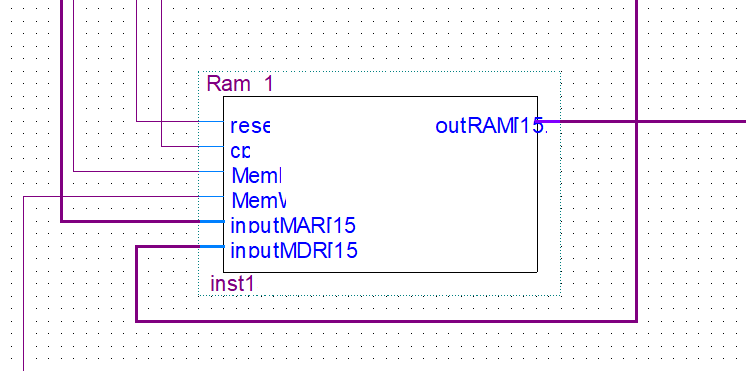 Ram_1
rese
outRAM[15.
cp
MemI
MemV
inputMAR[15
inputMDR[15
inst1